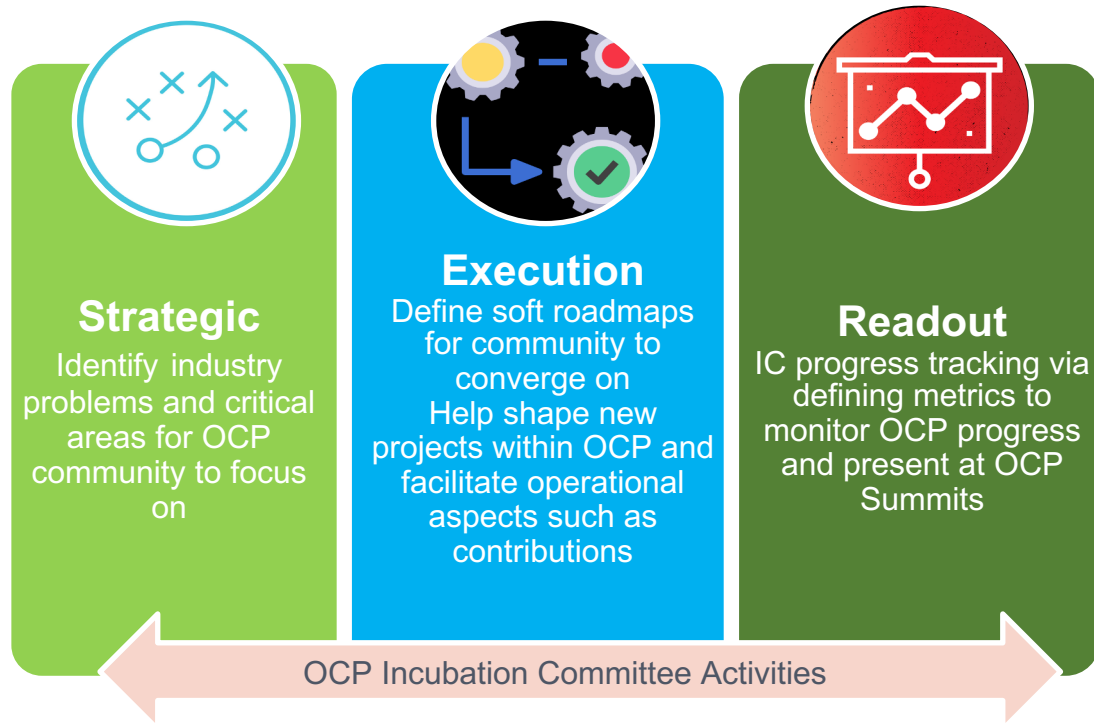 Strategic
Identify industry
problems and critical
areas for OCP
community to focus
on
Execution
Define soft roadmaps
for community to
converge on
Help shape new
projects within OCP and
facilitate operational
aspects such as
contributions
Readout
IC progress tracking via
defining metrics to
monitor OCP progress
and present at OCP
Summits
OCP Incubation Committee Activities